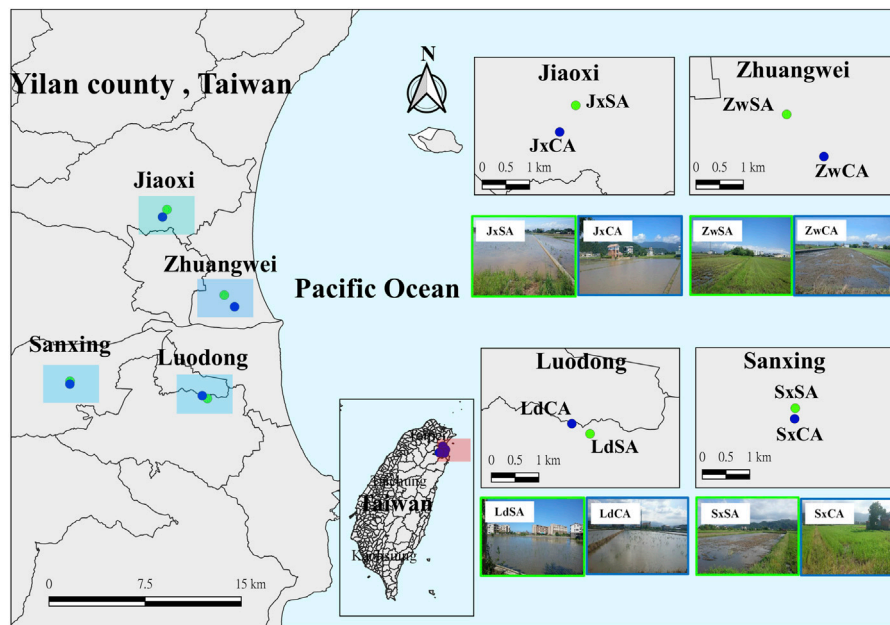 Yilan county , Taiwan
N
Jiaoxi
Zhuangwei
Sanxing
Luodong
Pacific Ocean
0 7.5 15 km
Taipei
Taichung
Taiwan
Kaohsiung
Jiaoxi
JxSA
JxCA
0 0.5 1 km
Zhuangwei
ZwSA
ZwCA
0 0.5 1 km
JxSA
JxCA
ZwSA
ZwCA
Luodong
LdCA
LdSA
0 0.5 1 km
Sanxing
SxSA
SxCA
0 0.5 1 km
LdSA
LdCA
SxSA
SxCA